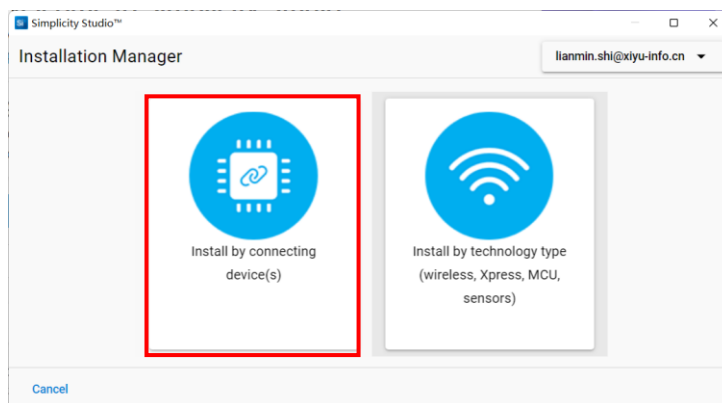 Simplicity Studio™
Installation Manager
lianmin.shi@xiyu-info.cn
Install by connecting
device(s)
Install by technology type
(wireless, Xpress, MCU,
sensors)
Cancel